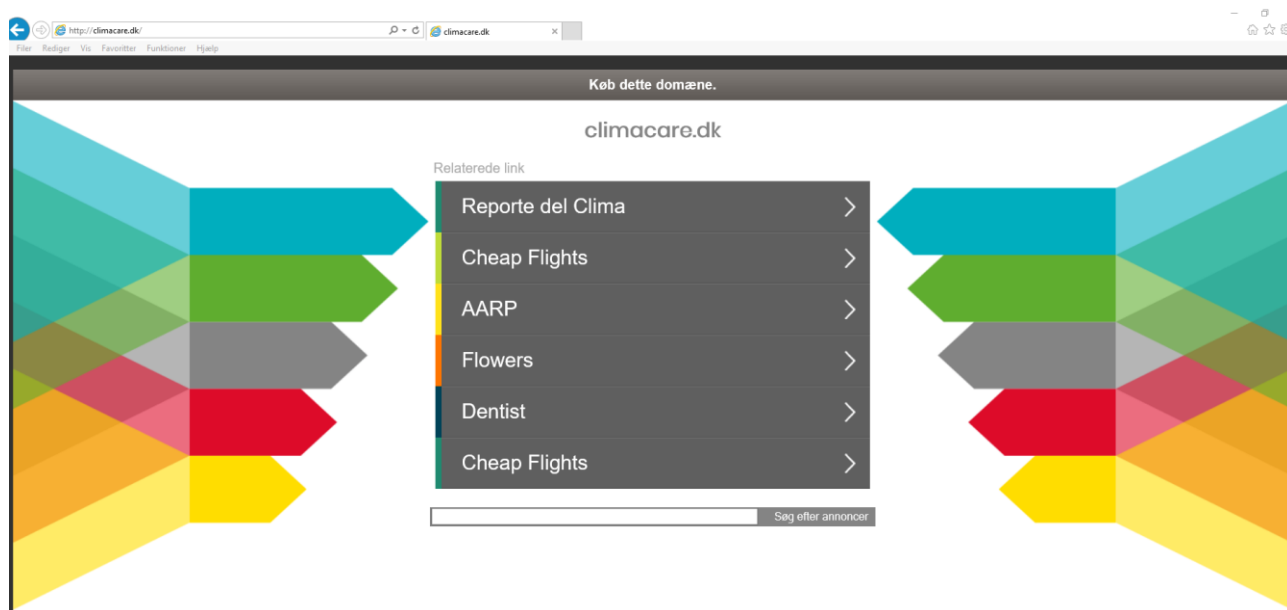 http://climacare.dk/
climacare.dk
Filer Rediger Vis Favoritter Funktioner Hjælp
Køb dette domæne.
climacare.dk
Relaterede link
Reporte del Clima
Cheap Flights
AARP
Flowers
Dentist
Cheap Flights
Søg efter annoncer